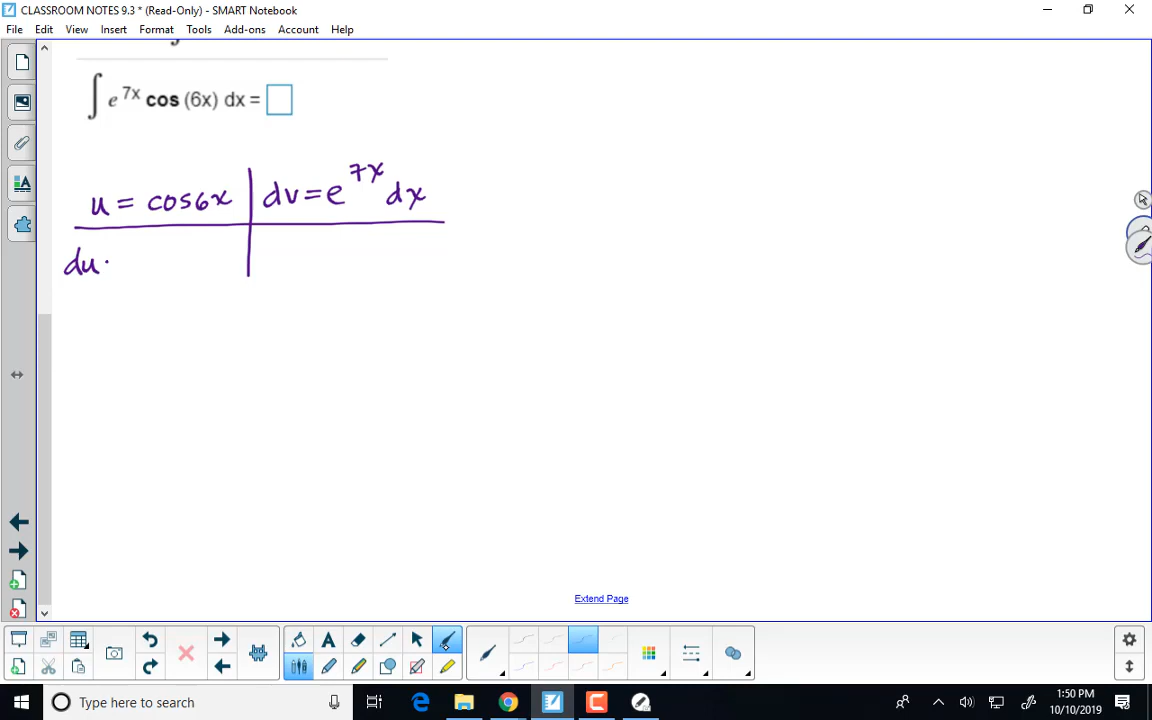 CLASSROOM NOTES 9.3 * (Read-Only) - SMART Notebook
File Edit View Insert Format Tools Add-ons Account Help
∫ e^7x cos (6x) dx =
u = cos6x | dv = e^7x dx
du
Extend Page
A
Type here to search
1:50 PM
10/10/2019